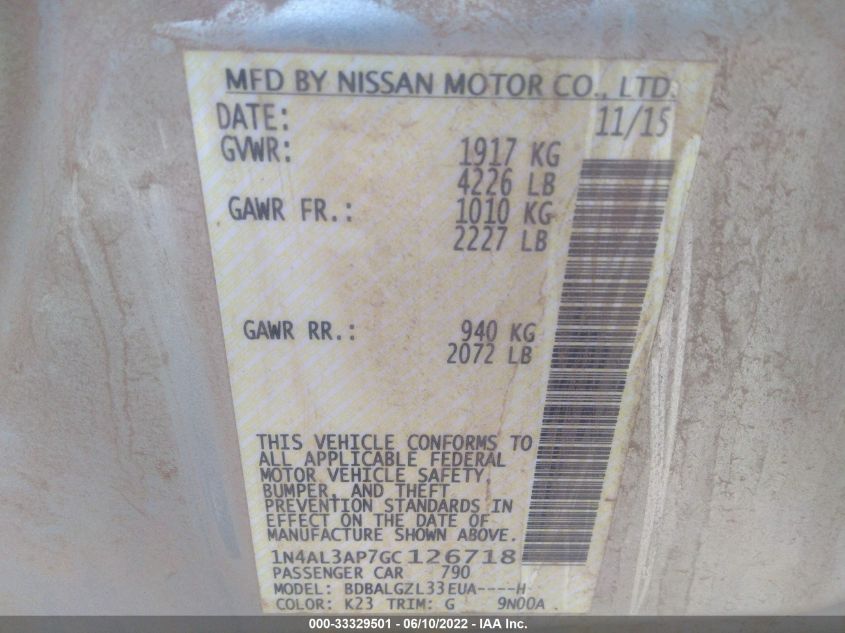 MFD BY NISSAN MOTOR CO., LTD.
DATE: 11/15
GVWR: 1917 KG
4226 LB
GAWR FR.: 1010 KG
2227 LB
GAWR RR.: 940 KG
2072 LB
THIS VEHICLE CONFORMS TO
ALL APPLICABLE FEDERAL
MOTOR VEHICLE SAFETY,
BUMPER, AND THEFT
PREVENTION STANDARDS IN
EFFECT ON THE DATE OF
MANUFACTURE SHOWN ABOVE.
1N4AL3AP7GC126718
PASSENGER CAR 790
MODEL: BDBALGZL33EUA----H
COLOR: K23 TRIM: G 9N00A
000-33329501 - 06/10/2022 - IAA Inc.